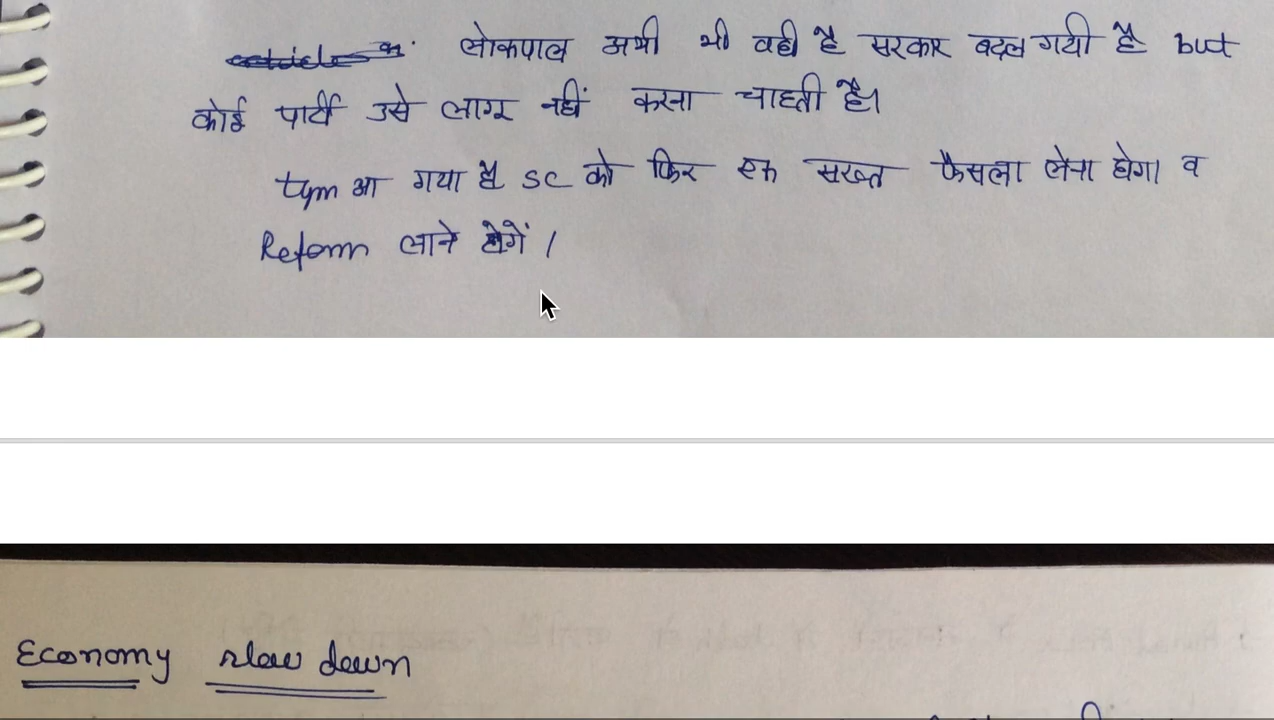 लोकपाल अभी भी वही है सरकार बदल गयी है but
कोई पार्टी उसे लागू नहीं करना चाहती है।
tym आ गया है SC को फिर एक सख्त फैसला लेना होगा। व
Reform लाने होगें।
Economy slow down